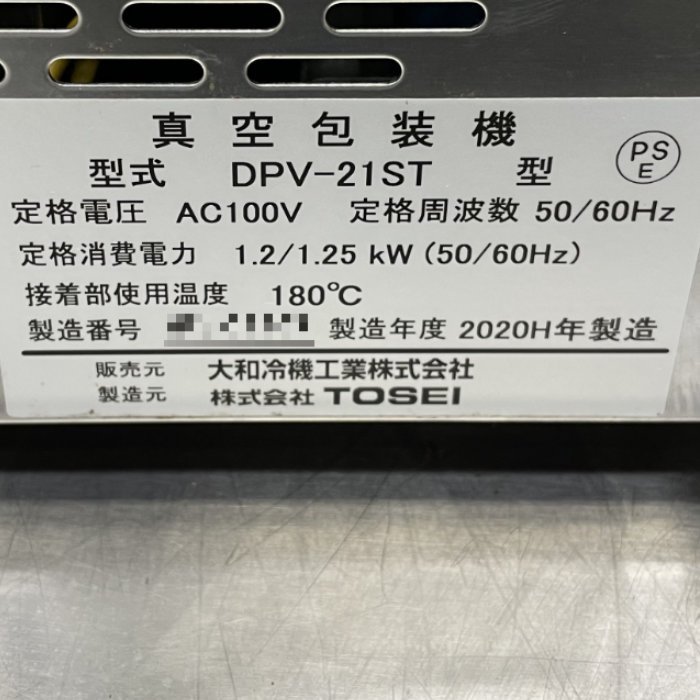 真空包装機
型式 DPV-21ST 型
PS
E
定格電圧 AC100V 定格周波数 50/60Hz
定格消費電力 1.2/1.25 kW (50/60Hz)
接着部使用温度 180℃
製造番号 製造年度 2020H年製造
販売元 大和冷機工業株式会社
製造元 株式会社 TOSEI